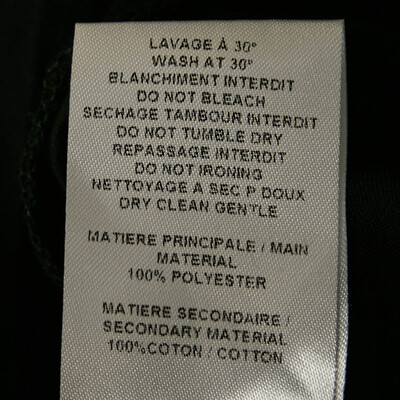 LAVAGE À 30°
WASH AT 30°
BLANCHIMENT INTERDIT
DO NOT BLEACH
SECHAGE TAMBOUR INTERDIT
DO NOT TUMBLE DRY
REPASSAGE INTERDIT
DO NOT IRONING
NETTOYAGE A SEC P DOUX
DRY CLEAN GENTLE
MATIERE PRINCIPALE / MAIN
MATERIAL
100% POLYESTER
MATIERE SECONDAIRE /
SECONDARY MATERIAL
100%COTON / COTTON